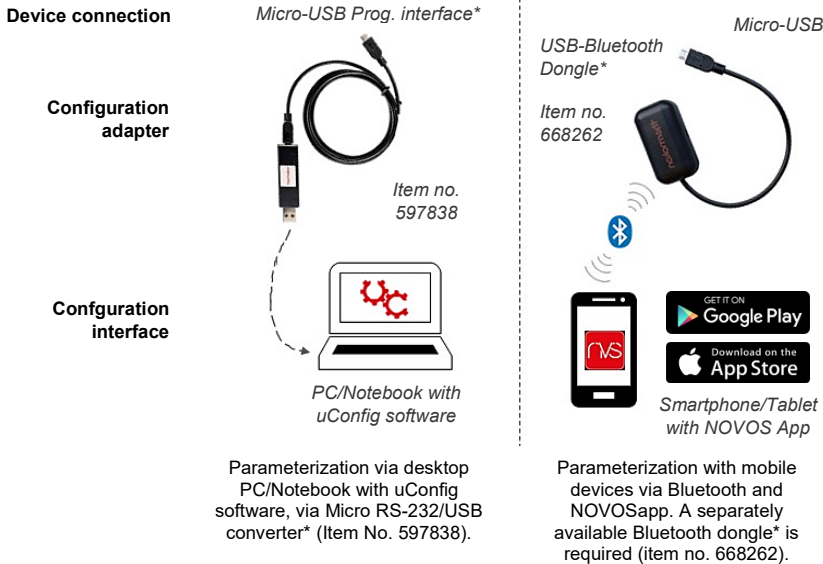 Device connection
Micro-USB Prog. interface*
Micro-USB
USB-Bluetooth
Dongle*
Item no.
668262
Configuration
adapter
Item no.
597838
Confguration
interface
UC
GET IT ON
Google Play
Download on the
App Store
PC/Notebook with
uConfig software
Smartphone/Tablet
with NOVOS App
Parameterization via desktop
PC/Notebook with uConfig
software, via Micro RS-232/USB
converter* (Item No. 597838).
Parameterization with mobile
devices via Bluetooth and
NOVOSapp. A separately
available Bluetooth dongle* is
required (item no. 668262).